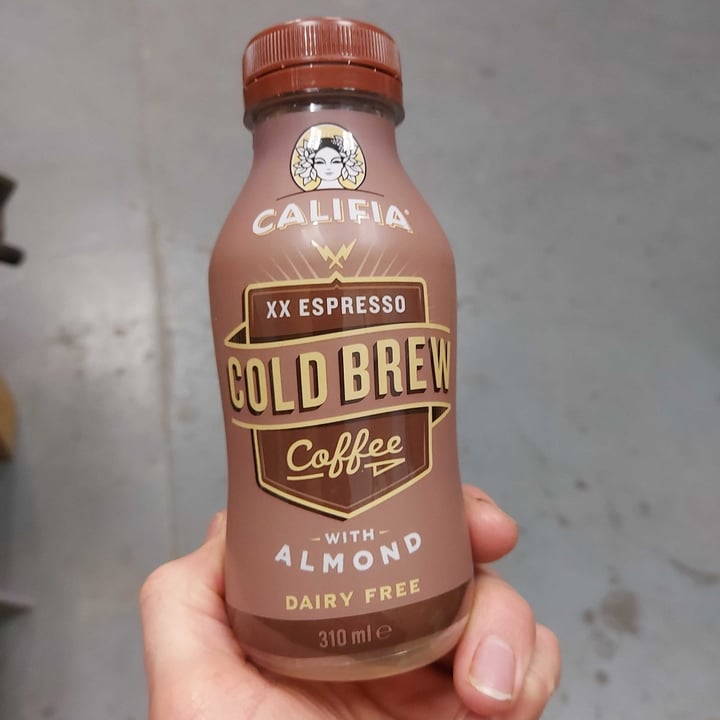 CALIFIA
XX ESPRESSO
COLD BREW
Coffee
WITH
ALMOND
DAIRY FREE
310 ml ℮